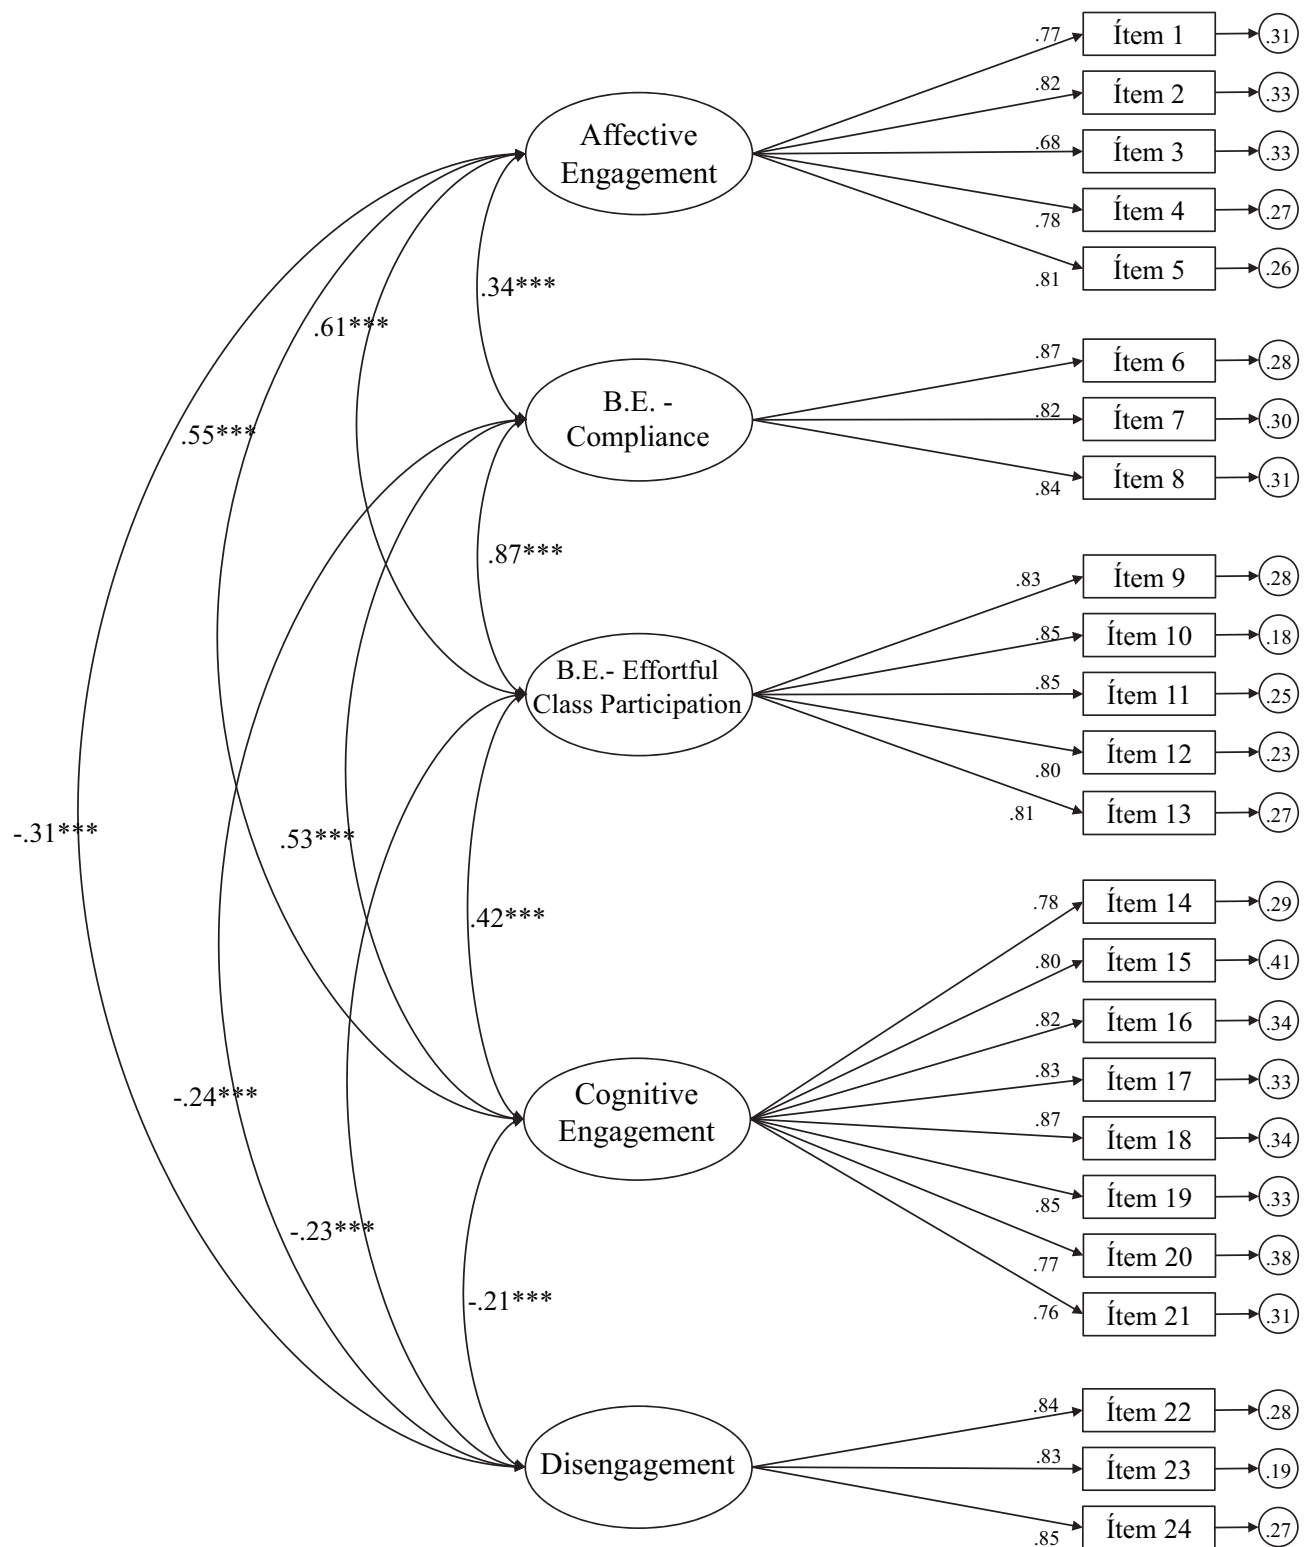 .77
Ítem 1
.31
.82
Ítem 2
.33
Affective
Engagement
.68
Ítem 3
.33
.78
Ítem 4
.27
.81
Ítem 5
.26
.34***
.61***
.55***
.87
Ítem 6
.28
B.E. -
Compliance
.82
Ítem 7
.30
.84
Ítem 8
.31
.87***
.83
Ítem 9
.28
.85
Ítem 10
.18
B.E.- Effortful
Class Participation
.85
Ítem 11
.25
.80
Ítem 12
.23
.81
Ítem 13
.27
-.31***
.53***
.42***
.78
Ítem 14
.29
.80
Ítem 15
.41
.82
Ítem 16
.34
.83
Ítem 17
.33
-.24***
Cognitive
Engagement
.87
Ítem 18
.34
.85
Ítem 19
.33
.77
Ítem 20
.38
.76
Ítem 21
.31
-.23***
-.21***
.84
Ítem 22
.28
Disengagement
.83
Ítem 23
.19
.85
Ítem 24
.27